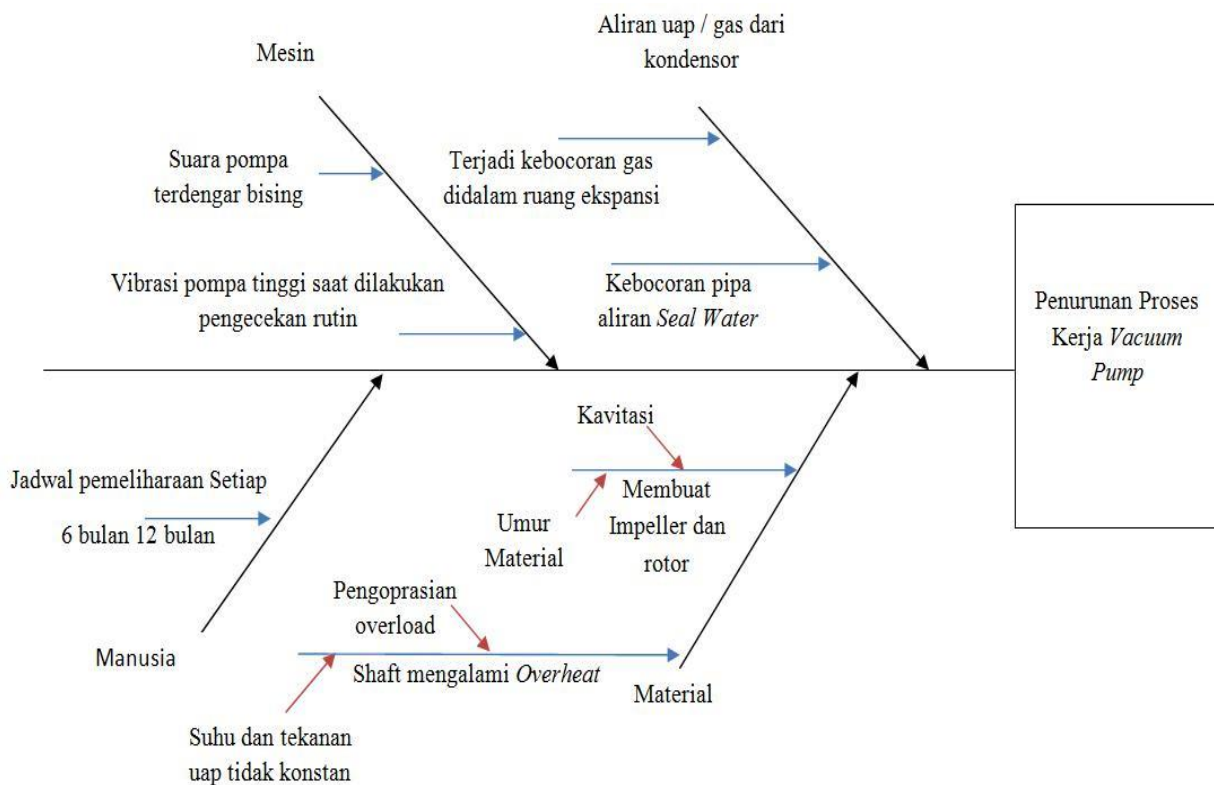 Aliran uap / gas dari
kondensor
Mesin
Suara pompa
terdengar bising
Terjadi kebocoran gas
didalam ruang ekspansi
Vibrasi pompa tinggi saat dilakukan
pengecekan rutin
Kebocoran pipa
aliran Seal Water
Penurunan Proses
Kerja Vacuum
Pump
Kavitasi
Jadwal pemeliharaan Setiap
6 bulan 12 bulan
Membuat
Impeller dan
rotor
Umur
Material
Pengoprasian
overload
Manusia
Shaft mengalami Overheat
Material
Suhu dan tekanan
uap tidak konstan